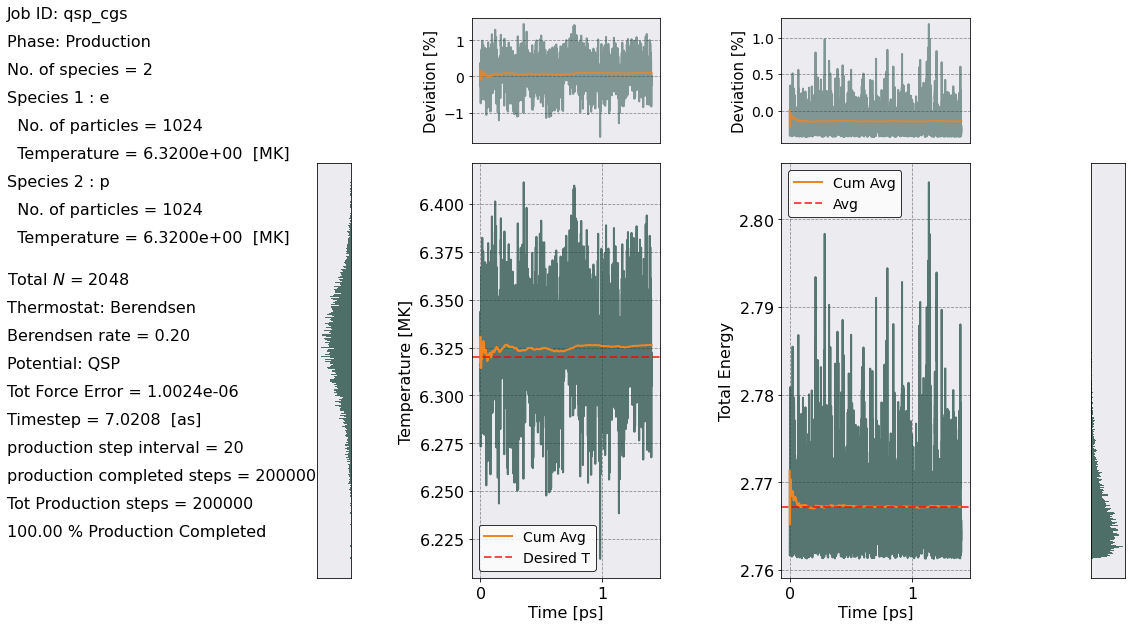 Job ID: qsp_cgs
Phase: Production
No. of species = 2
Species 1 : e
No. of particles = 1024
Temperature = 6.3200e+00  [MK]
Species 2 : p
No. of particles = 1024
Temperature = 6.3200e+00  [MK]
Total N = 2048
Thermostat: Berendsen
Berendsen rate = 0.20
Potential: QSP
Tot Force Error = 1.0024e-06
Timestep = 7.0208  [as]
production step interval = 20
production completed steps = 200000
Tot Production steps = 200000
100.00 % Production Completed
Deviation [%]
1
0
−1
Temperature [MK]
6.400
6.375
6.350
6.325
6.300
6.275
6.250
6.225
Cum Avg
Desired T
0
1
Time [ps]
Deviation [%]
1.0
0.5
0.0
Total Energy
2.80
2.79
2.78
2.77
2.76
Cum Avg
Avg
0
1
Time [ps]